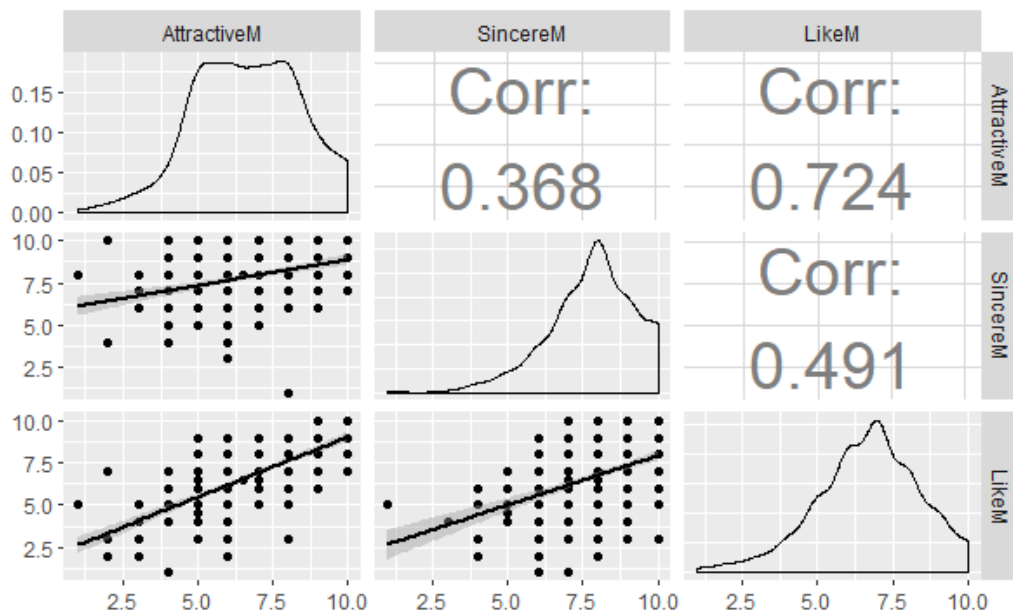 AttractiveM SincereM LikeM
0.15
0.10
0.05
0.00
Corr:
0.368
Corr:
0.724
AttractiveM
10.0
7.5
5.0
2.5
Corr:
0.491
SincereM
10.0
7.5
5.0
2.5
LikeM
2.5 5.0 7.5 10.0 2.5 5.0 7.5 10.0 2.5 5.0 7.5 10.0